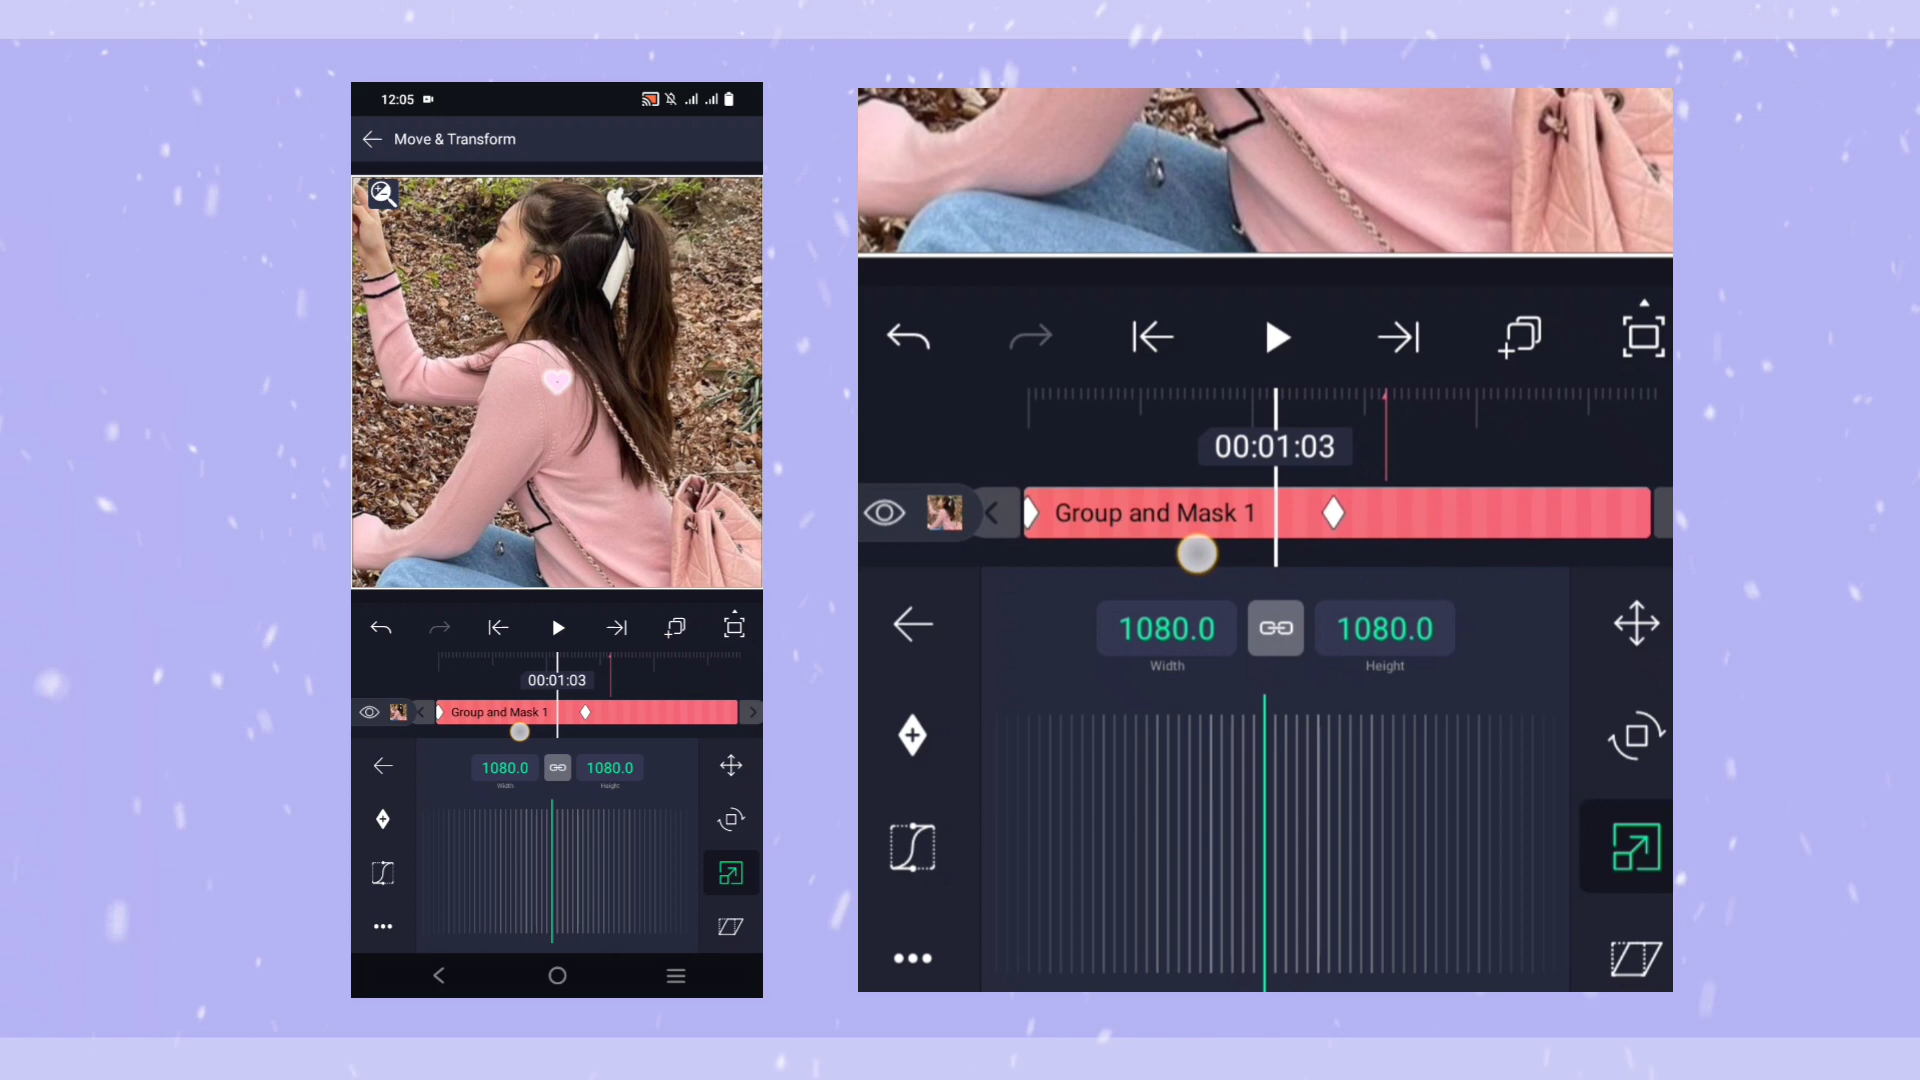 12:05
Move & Transform
00:01:03
Group and Mask 1
1080.0
1080.0
Width
Height
00:01:03
Group and Mask 1
1080.0
1080.0
Width
Height